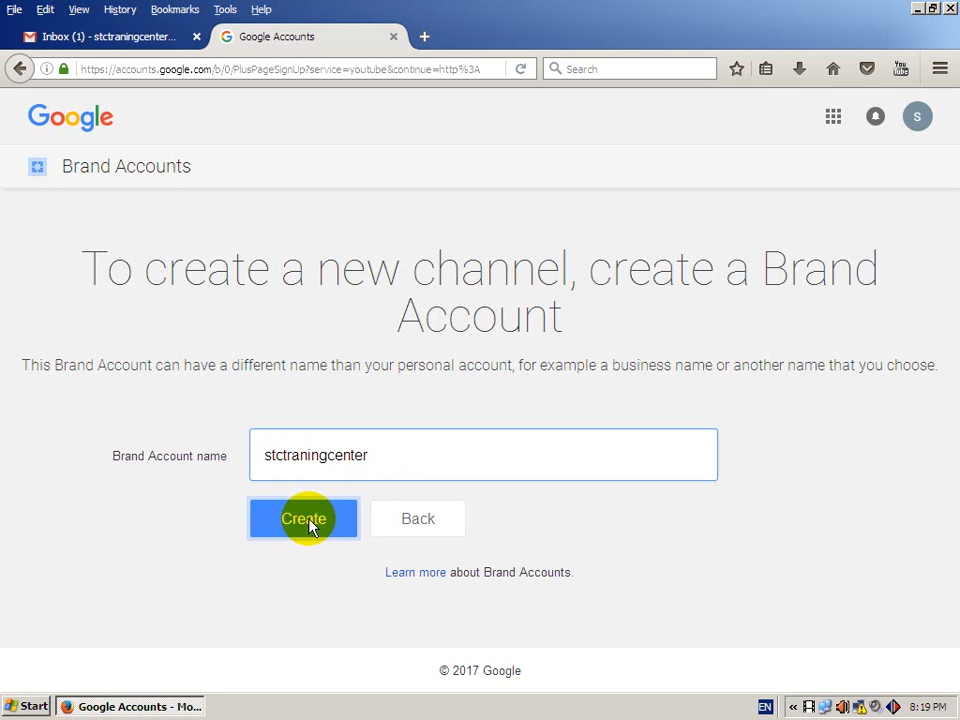 File Edit View History Bookmarks Tools Help
Inbox (1) - stctraningcenter... Google Accounts
https://accounts.google.com/b/0/PlusPageSignUp?service=youtube&continue=http%3A Search You Tube
Google S
Brand Accounts
To create a new channel, create a Brand
Account
This Brand Account can have a different name than your personal account, for example a business name or another name that you choose.
Brand Account name stctraningcenter
Create Back
Learn more about Brand Accounts.
© 2017 Google
Start Google Accounts - Mo... EN « 8:19 PM